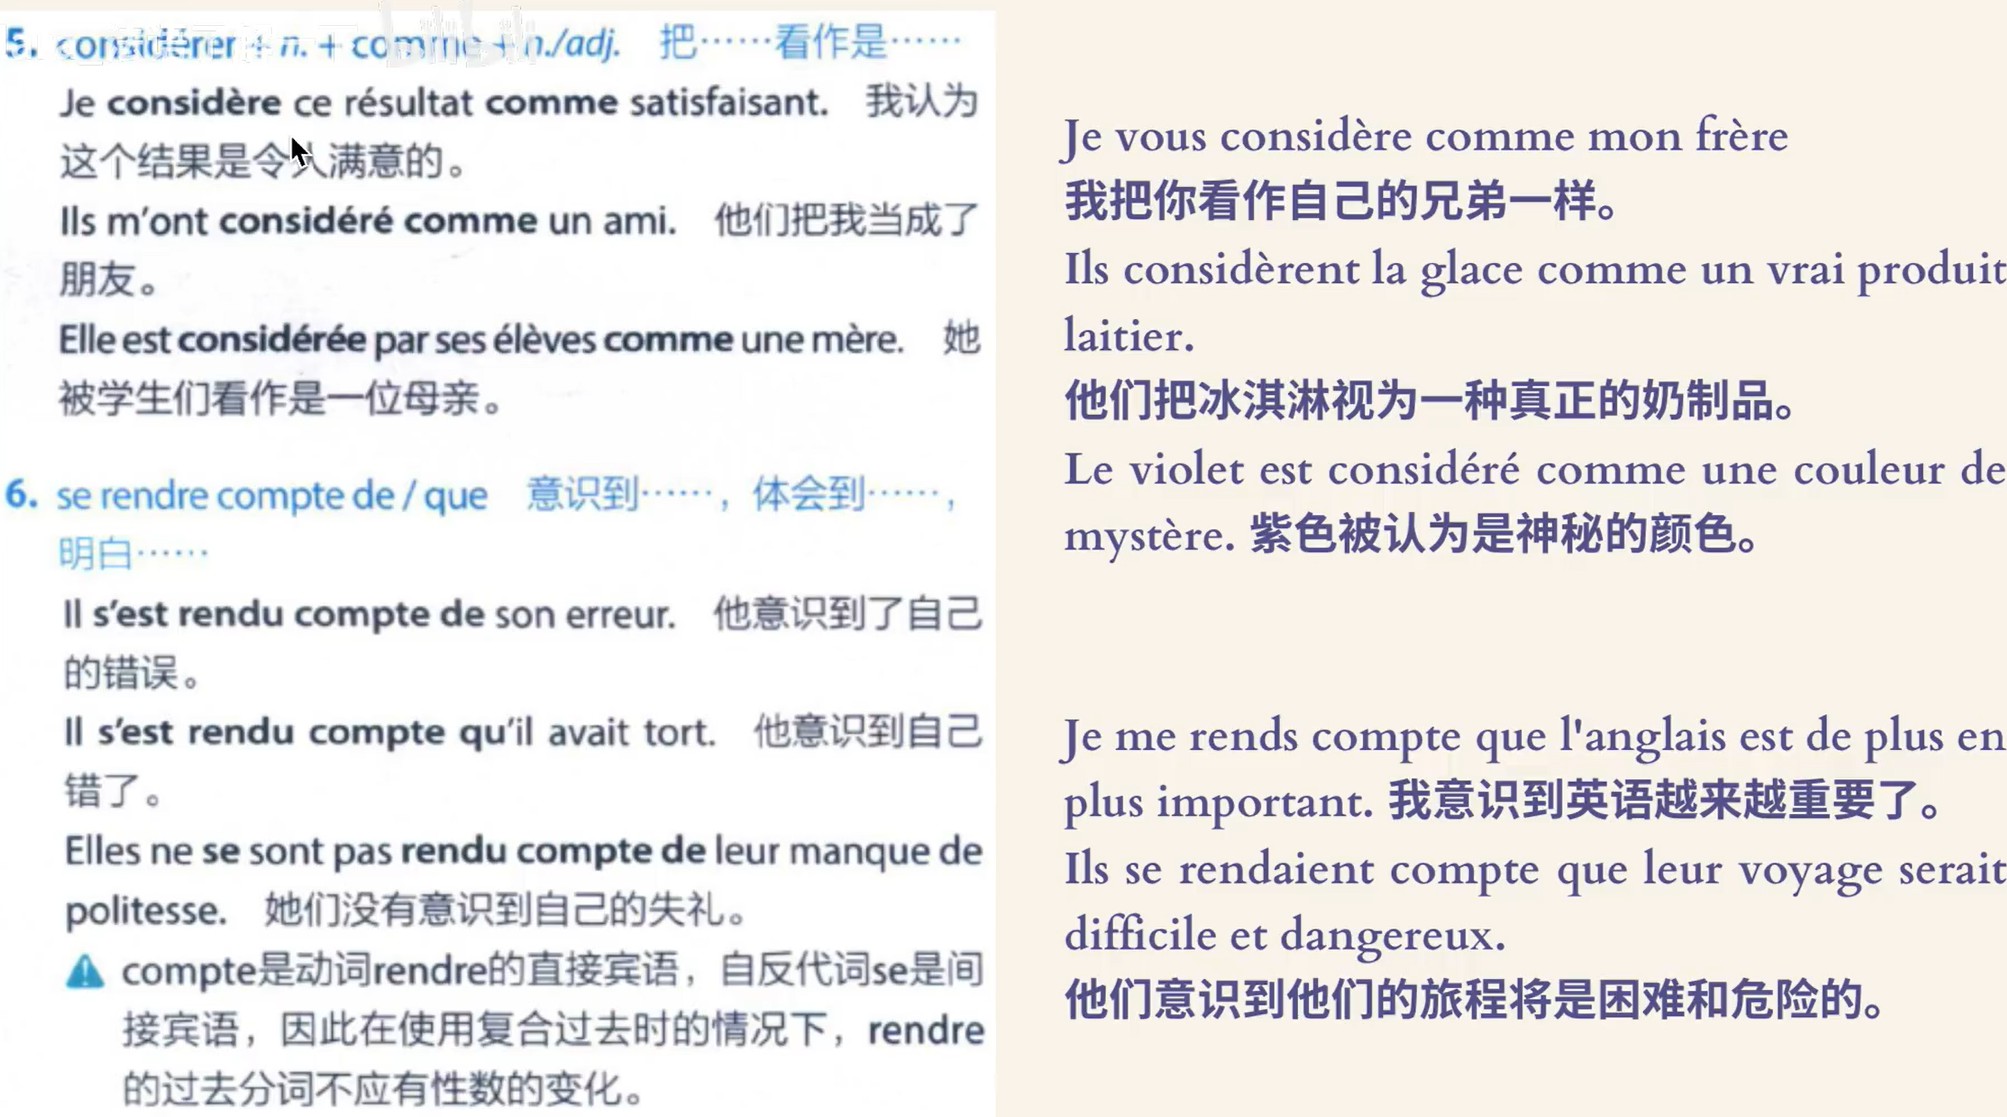 5. considérer + n. + comme + n./adj. 把……看作是……
Je considère ce résultat comme satisfaisant. 我认为
这个结果是令人满意的。
Ils m’ont considéré comme un ami. 他们把我当成了
朋友。
Elle est considérée par ses élèves comme une mère. 她
被学生们看作是一位母亲。
6. se rendre compte de / que 意识到……，体会到……，
明白……
Il s’est rendu compte de son erreur. 他意识到了自己
的错误。
Il s’est rendu compte qu’il avait tort. 他意识到自己
错了。
Elles ne se sont pas rendu compte de leur manque de
politesse. 她们没有意识到自己的失礼。
compte是动词rendre的直接宾语，自反代词se是间
接宾语，因此在使用复合过去时的情况下，rendre
的过去分词不应有性数的变化。
Je vous considère comme mon frère
我把你看作自己的兄弟一样。
Ils considèrent la glace comme un vrai produit
laitier.
他们把冰淇淋视为一种真正的奶制品。
Le violet est considéré comme une couleur de
mystère. 紫色被认为是神秘的颜色。
Je me rends compte que l'anglais est de plus en
plus important. 我意识到英语越来越重要了。
Ils se rendaient compte que leur voyage serait
difficile et dangereux.
他们意识到他们的旅程将是困难和危险的。